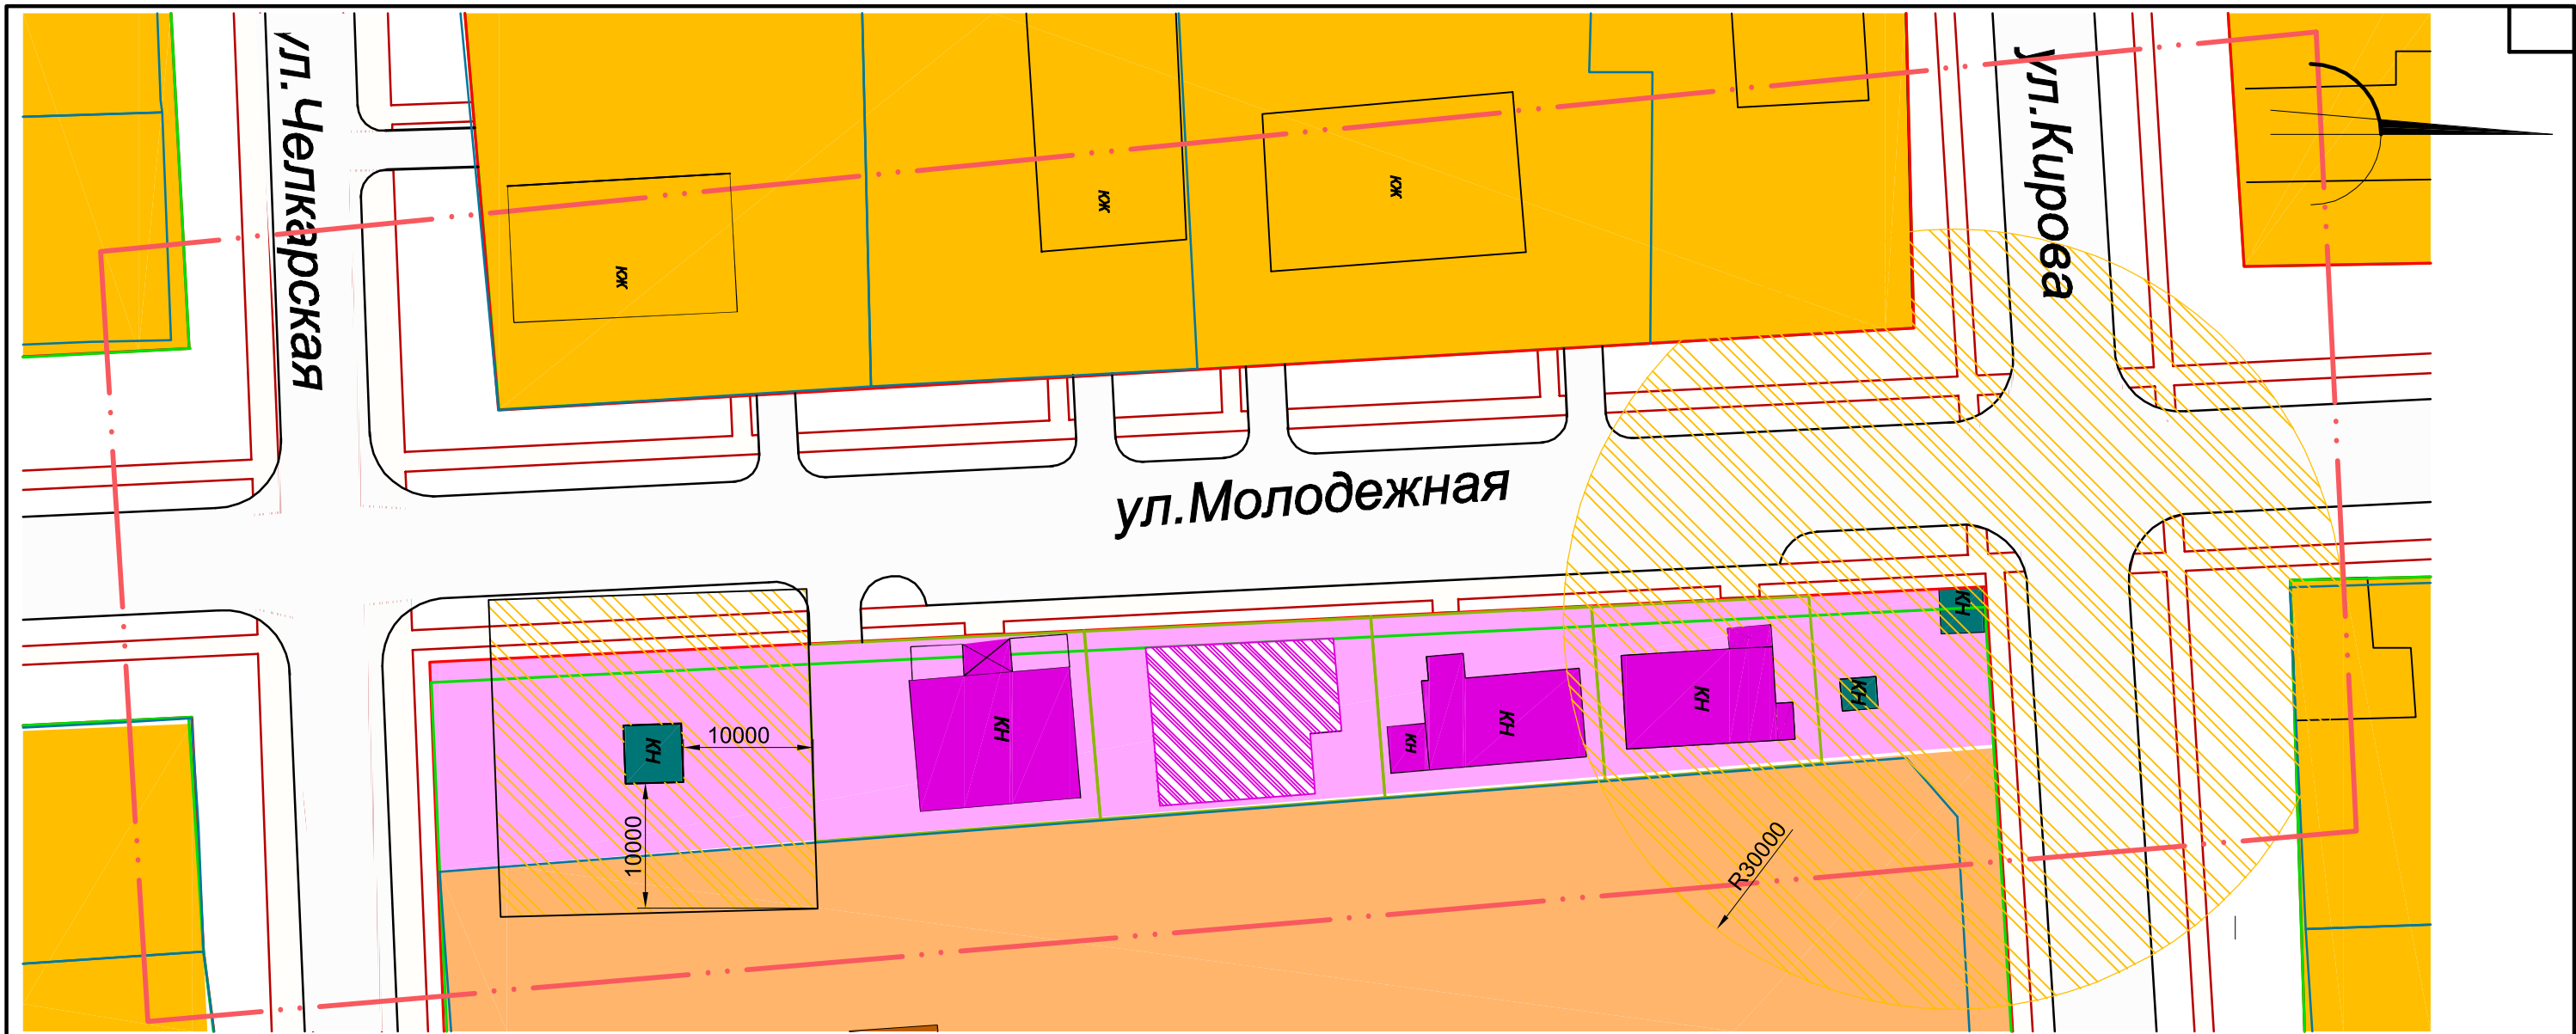 ул.Челкарская
ул.Кирова
КЖ
КЖ
КЖ
ул.Молодежная
КН
КН
КН
КН
КН
КН
КН
10000
10000
R30000